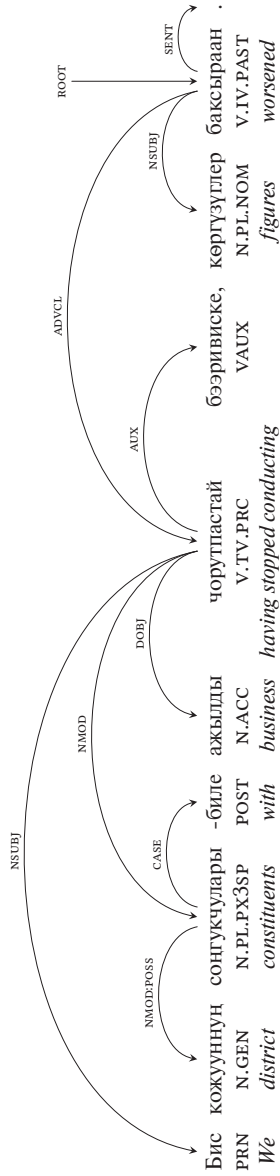 ROOT
NSUBJ
ADVCL
NMOD
NMOD:POSS
CASE
DOBJ
AUX
NSUBJ
SENT
Бис кожууннуң соңгукчулары -биле ажылды чорутпастай бээривиске, көргүзүглер баксыраан .
PRN N.GEN N.PL.PX3SP POST N.ACC V.TV.PRC VAUX N.PL.NOM V.IV.PAST
We district constituents with business having stopped conducting figures worsened